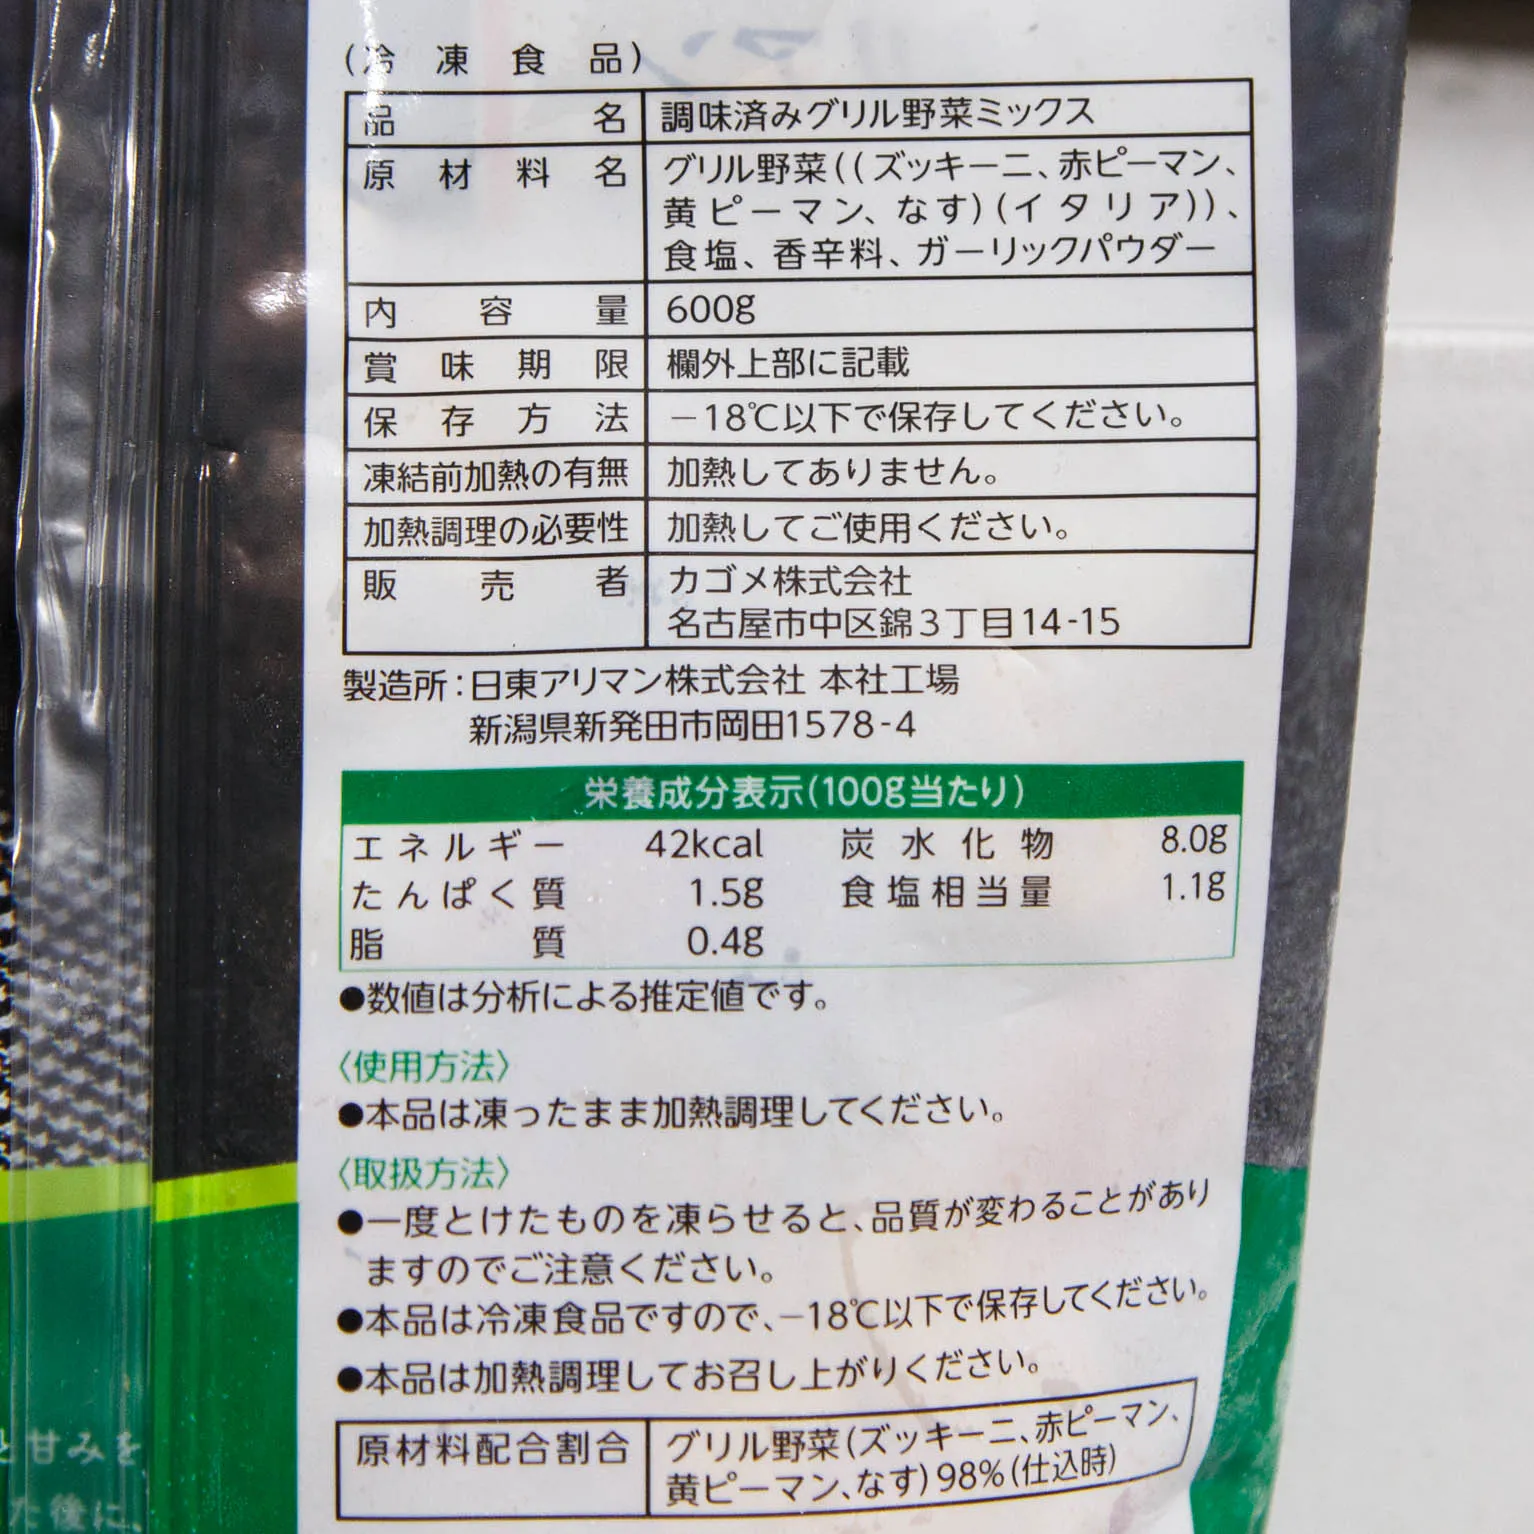 (冷凍食品)
品名 調味済みグリル野菜ミックス
原材料名 グリル野菜((ズッキーニ、赤ピーマン、
黄ピーマン、なす)(イタリア))、
食塩、香辛料、ガーリックパウダー
内容量 600g
賞味期限 欄外上部に記載
保存方法 −18℃以下で保存してください。
凍結前加熱の有無 加熱してありません。
加熱調理の必要性 加熱してご使用ください。
販売者 カゴメ株式会社
名古屋市中区錦3丁目14-15
製造所:日東アリマン株式会社 本社工場
新潟県新発田市岡田1578-4
栄養成分表示(100g当たり)
エネルギー 42kcal 炭水化物 8.0g
たんぱく質 1.5g 食塩相当量 1.1g
脂質 0.4g
●数値は分析による推定値です。
〈使用方法〉
●本品は凍ったまま加熱調理してください。
〈取扱方法〉
●一度とけたものを凍らせると、品質が変わることがあり
ますのでご注意ください。
●本品は冷凍食品ですので、−18℃以下で保存してください。
●本品は加熱調理してお召し上がりください。
原材料配合割合 グリル野菜(ズッキーニ、赤ピーマン、
黄ピーマン、なす)98%(仕込時)
と甘みを
た後に、